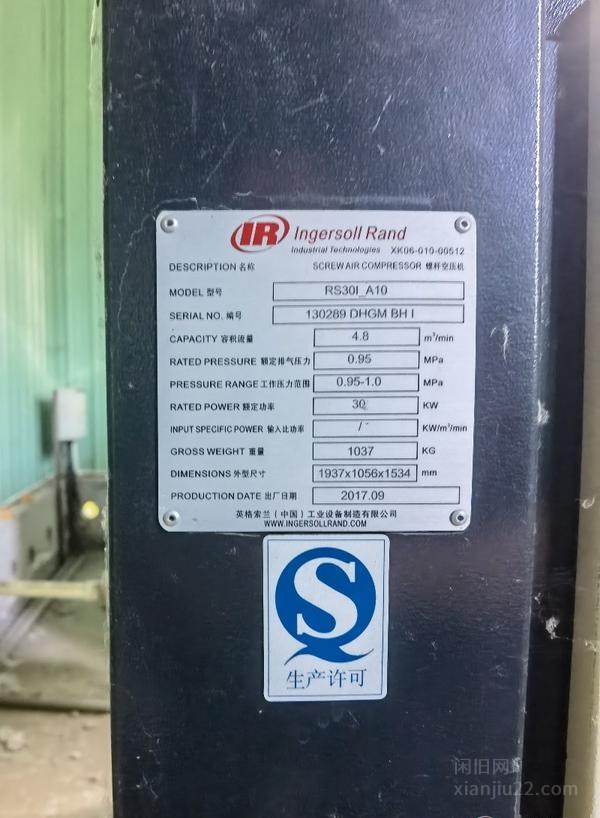 IR Ingersoll Rand
Industrial Technologies XK06-010-00512
DESCRIPTION 名称 SCREW AIR COMPRESSOR 螺杆空压机
MODEL 型号 RS30I_A10
SERIAL NO. 编号 130289 DHGM BH I
CAPACITY 容积流量 4.8 m³/min
RATED PRESSURE 额定排气压力 0.95 MPa
PRESSURE RANGE 工作压力范围 0.95-1.0 MPa
RATED POWER 额定功率 30 KW
INPUT SPECIFIC POWER 输入比功率 / KW/m³/min
GROSS WEIGHT 重量 1037 KG
DIMENSIONS 外型尺寸 1937x1056x1534 mm
PRODUCTION DATE 出厂日期 2017.09
英格索兰（中国）工业设备制造有限公司
WWW.INGERSOLLRAND.COM
S
生产许可
闲旧网
xianjiu22.com